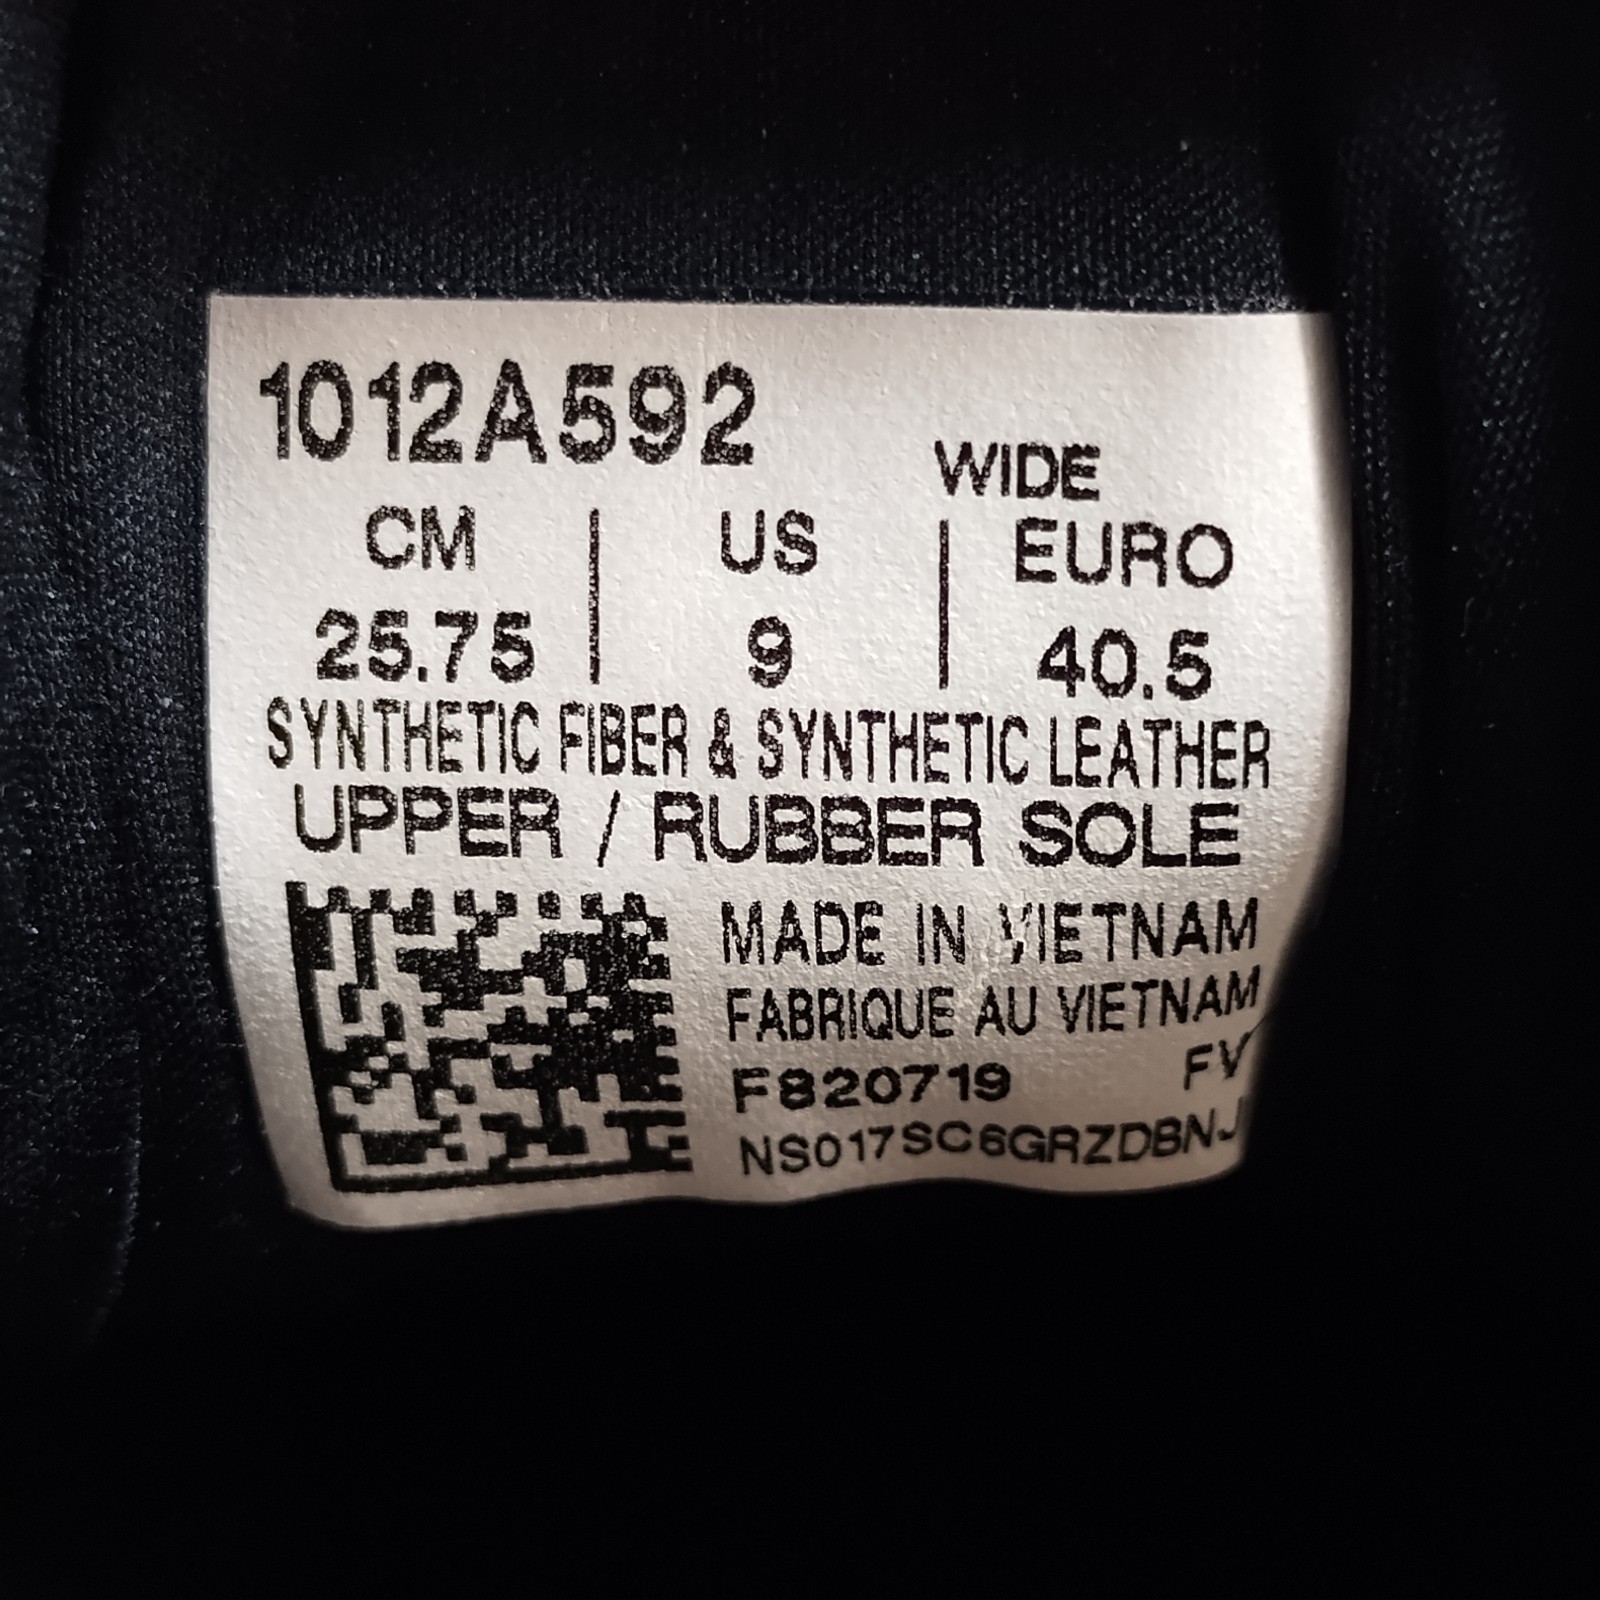 1012A592
WIDE
CM | US | EURO
25.75 | 9 | 40.5
SYNTHETIC FIBER & SYNTHETIC LEATHER
UPPER / RUBBER SOLE
MADE IN VIETNAM
FABRIQUE AU VIETNAM
F820719 FV
NS017SC6GRZDBNJ